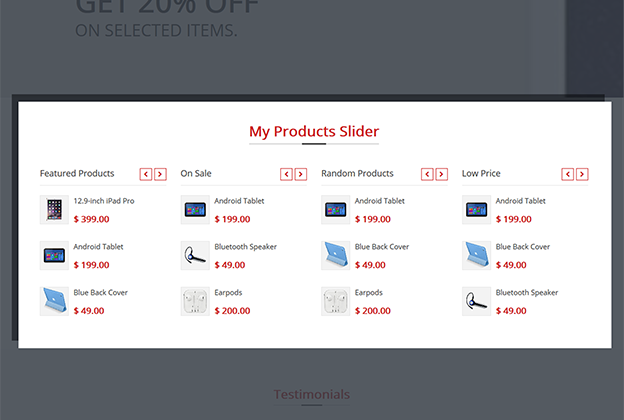 GET 20% OFF
ON SELECTED ITEMS.
My Products Slider
Featured Products
12.9-inch iPad Pro
$ 399.00
Android Tablet
$ 199.00
Blue Back Cover
$ 49.00
On Sale
Android Tablet
$ 199.00
Bluetooth Speaker
$ 49.00
Earpods
$ 200.00
Random Products
Android Tablet
$ 199.00
Blue Back Cover
$ 49.00
Earpods
$ 200.00
Low Price
Android Tablet
$ 199.00
Blue Back Cover
$ 49.00
Bluetooth Speaker
$ 49.00
Testimonials